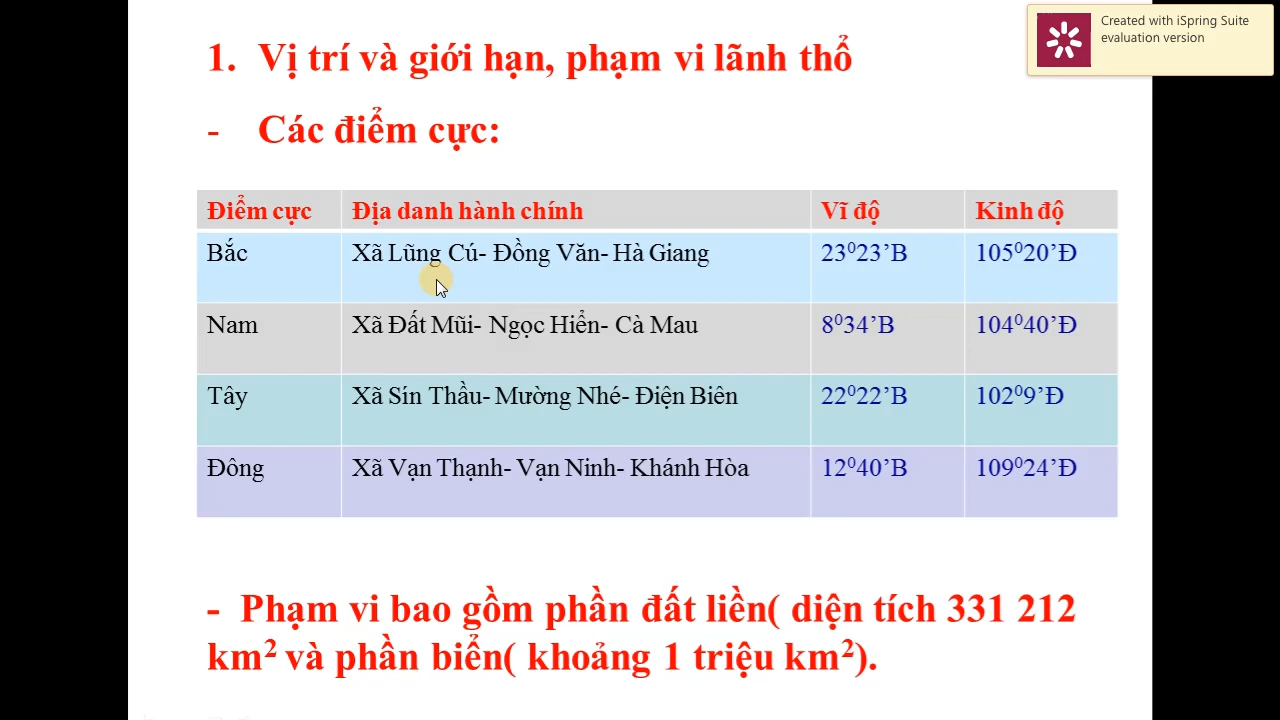 Created with iSpring Suite
evaluation version
1. Vị trí và giới hạn, phạm vi lãnh thổ
- Các điểm cực:
Điểm cực Địa danh hành chính Vĩ độ Kinh độ
Bắc Xã Lũng Cú- Đồng Văn- Hà Giang 23⁰23’B 105⁰20’Đ
Nam Xã Đất Mũi- Ngọc Hiển- Cà Mau 8⁰34’B 104⁰40’Đ
Tây Xã Sín Thầu- Mường Nhé- Điện Biên 22⁰22’B 102⁰9’Đ
Đông Xã Vạn Thạnh- Vạn Ninh- Khánh Hòa 12⁰40’B 109⁰24’Đ
- Phạm vi bao gồm phần đất liền( diện tích 331 212
km² và phần biển( khoảng 1 triệu km²).